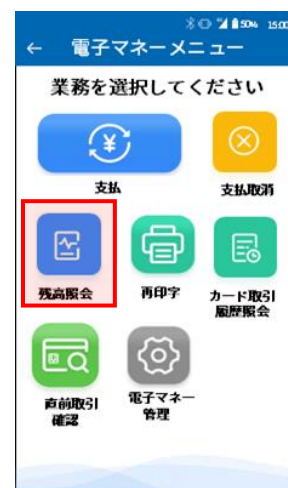 50% 15:00
← 電子マネーメニュー
業務を選択してください
¥
支払
支払取消
残高照会
再印字
カード取引
履歴照会
直前取引
確認
電子マネー
管理